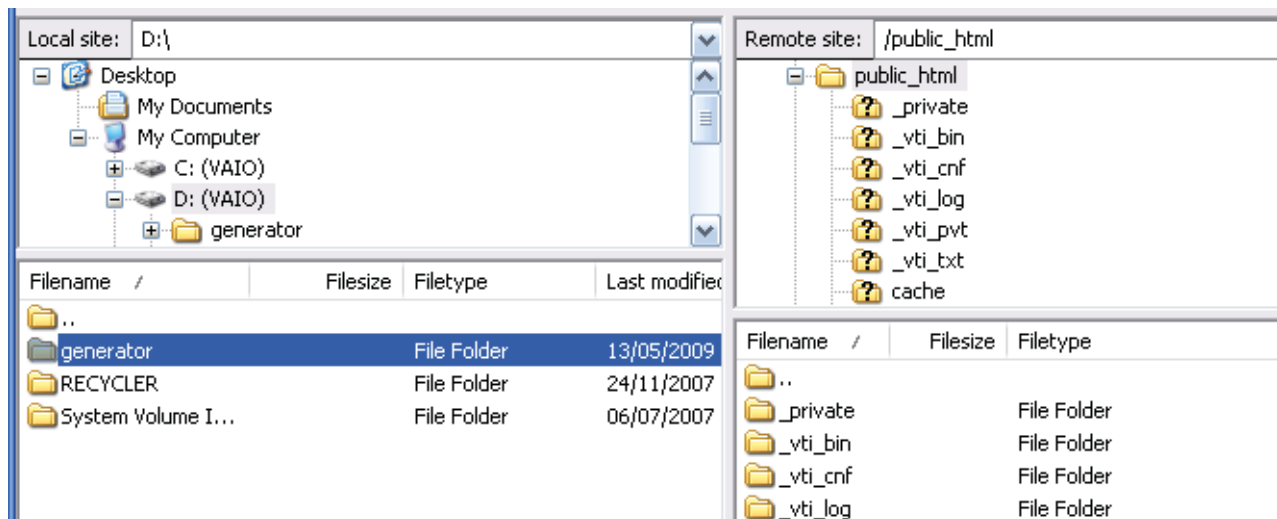 Local site: D:\
Desktop
My Documents
My Computer
C: (VAIO)
D: (VAIO)
generator
Filename / Filesize Filetype Last modified
..
generator File Folder 13/05/2009
RECYCLER File Folder 24/11/2007
System Volume I... File Folder 06/07/2007
Remote site: /public_html
public_html
_private
_vti_bin
_vti_cnf
_vti_log
_vti_pvt
_vti_txt
cache
Filename / Filesize Filetype
..
_private File Folder
_vti_bin File Folder
_vti_cnf File Folder
_vti_log File Folder